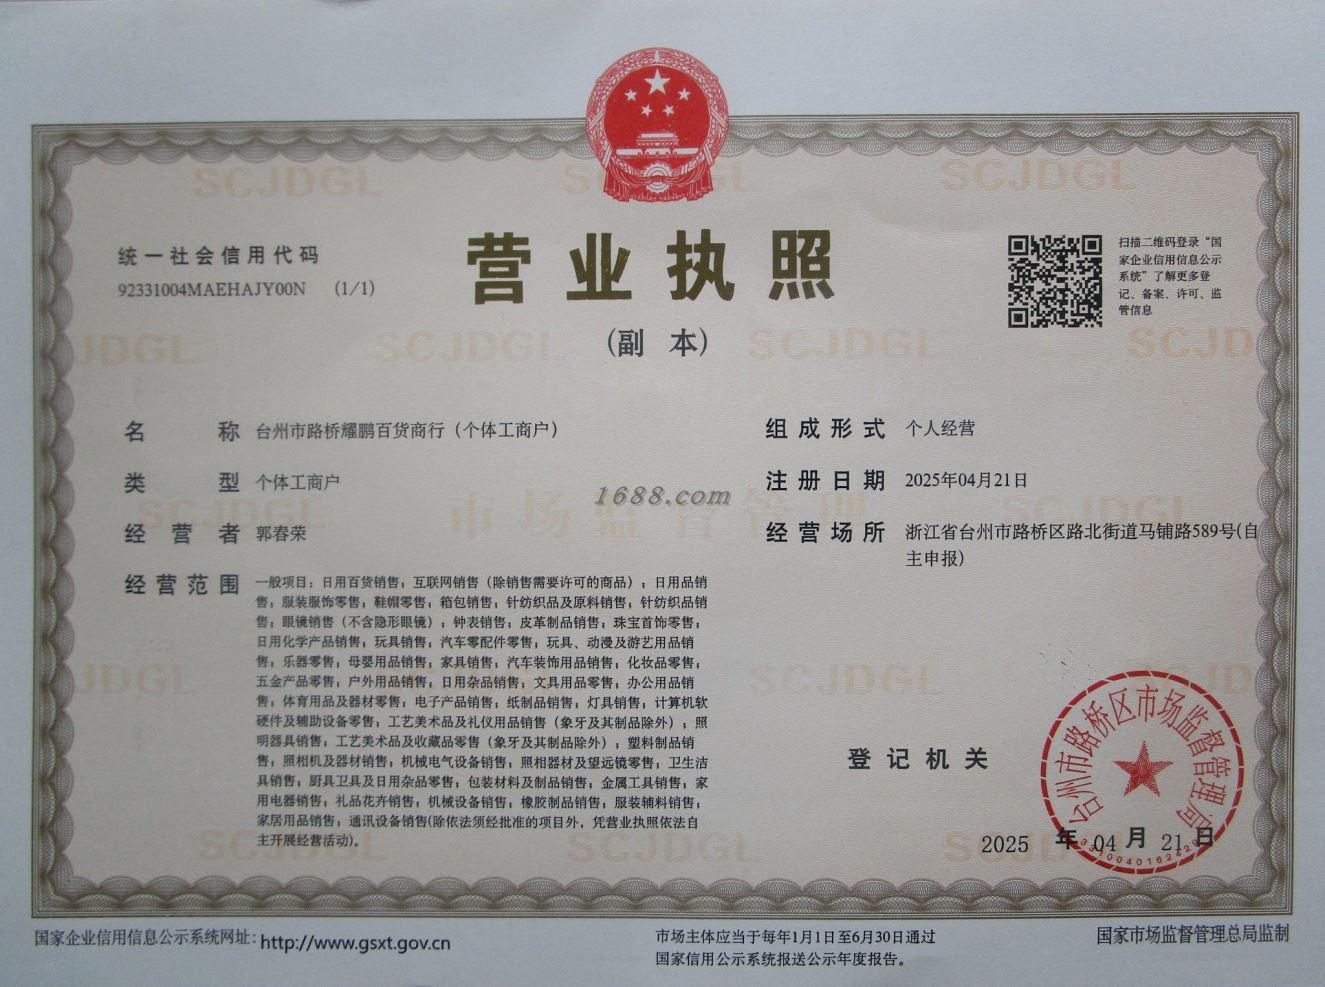 SCJDGL
SCJDGL
营业执照
(副 本)
统一社会信用代码
92331004MAEHAJY00N (1/1)
扫描二维码登录“国
家企业信用信息公示
系统”了解更多登
记、备案、许可、监
管信息
JDGL
SCJDGL
SCJDGL
SCJD
名 称 台州市路桥耀鹏百货商行（个体工商户）
类 型 个体工商户
经 营 者 郭春荣
经 营 范 围 一般项目：日用百货销售；互联网销售（除销售需要许可的商品）；日用品销
售；服装服饰零售；鞋帽零售；箱包销售；针纺织品及原料销售；针纺织品销
售；眼镜销售（不含隐形眼镜）；钟表销售；皮革制品销售；珠宝首饰零售；
日用化学产品销售；玩具销售；汽车零配件零售；玩具、动漫及游艺用品销
售；乐器零售；母婴用品销售；家具销售；汽车装饰用品销售；化妆品零售；
五金产品零售；户外用品销售；日用杂品销售；文具用品零售；办公用品销
售；体育用品及器材零售；电子产品销售；纸制品销售；灯具销售；计算机软
硬件及辅助设备零售；工艺美术品及礼仪用品销售（象牙及其制品除外）；照
明器具销售；工艺美术品及收藏品零售（象牙及其制品除外）；塑料制品销
售；照相机及器材销售；机械电气设备销售；照相器材及望远镜零售；卫生洁
具销售；厨具卫具及日用杂品零售；包装材料及制品销售；金属工具销售；家
用电器销售；礼品花卉销售；机械设备销售；橡胶制品销售；服装辅料销售；
家居用品销售；通讯设备销售(除依法须经批准的项目外，凭营业执照依法自
主开展经营活动)。
组成形式 个人经营
注册日期 2025年04月21日
经营场所 浙江省台州市路桥区路北街道马铺路589号(自
主申报)
1688.com
市场监督管理
登记机关
台州市路桥区市场监督管理局
2025 年 04 月 21 日
国家企业信用信息公示系统网址：http://www.gsxt.gov.cn
市场主体应当于每年1月1日至6月30日通过
国家信用公示系统报送公示年度报告。
国家市场监督管理总局监制